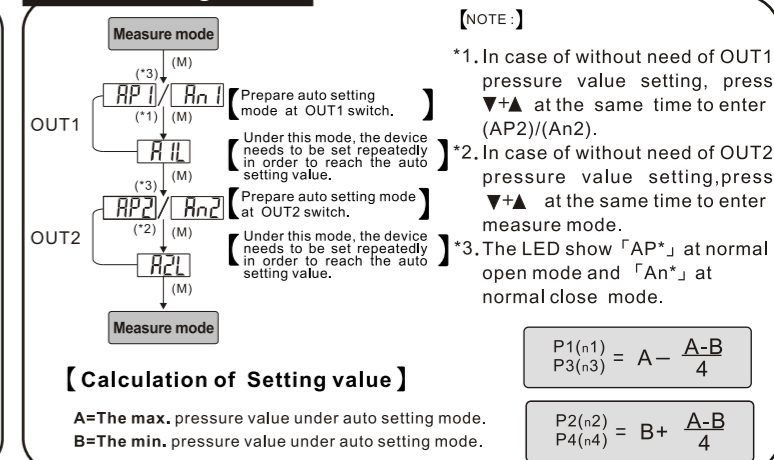 Measure mode
(M)
(*3)
AP1 / An1
【Prepare auto setting
mode at OUT1 switch.】
(*1) (M)
OUT1
A1L
【Under this mode, the device
needs to be set repeatedly
in order to reach the auto
setting value.】
(M)
(*3)
AP2 / An2
【Prepare auto setting mode
at OUT2 switch.】
(*2) (M)
OUT2
A2L
【Under this mode, the device
needs to be set repeatedly
in order to reach the auto
setting value.】
(M)
Measure mode
【Calculation of Setting value】
A=The max. pressure value under auto setting mode.
B=The min. pressure value under auto setting mode.
【NOTE:】
*1. In case of without need of OUT1
pressure value setting, press
▼+▲ at the same time to enter
(AP2)/(An2).
*2. In case of without need of OUT2
pressure value setting,press
▼+▲ at the same time to enter
measure mode.
*3. The LED show「AP*」at normal
open mode and「An*」at
normal close mode.
P1(n1)
P3(n3) = A− A-B
4
P2(n2)
P4(n4) = B+ A-B
4